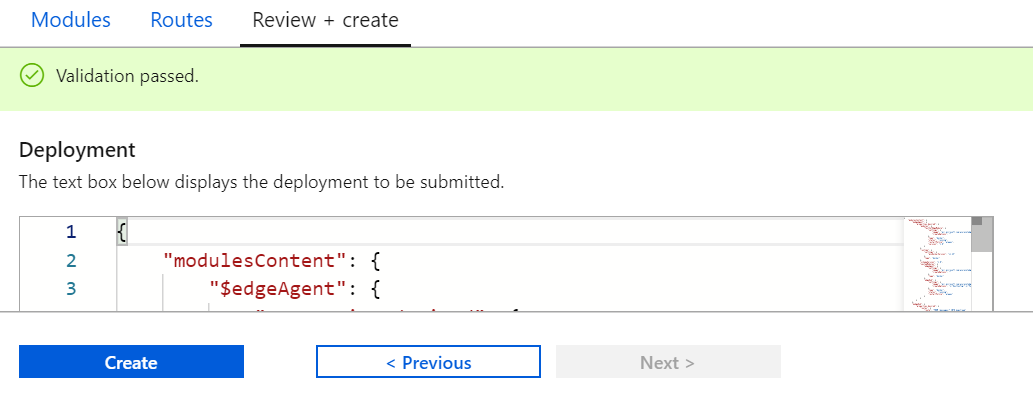 Modules Routes Review + create
Validation passed.
Deployment
The text box below displays the deployment to be submitted.
1 {
2 "modulesContent": {
3 "$edgeAgent": {
Create < Previous Next >